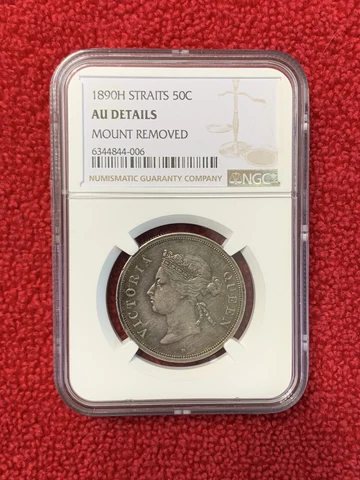 1890H STRAITS 50C
AU DETAILS
MOUNT REMOVED
6344844-006
NUMISMATIC GUARANTY COMPANY NGC
VICTORIA QUEEN
H